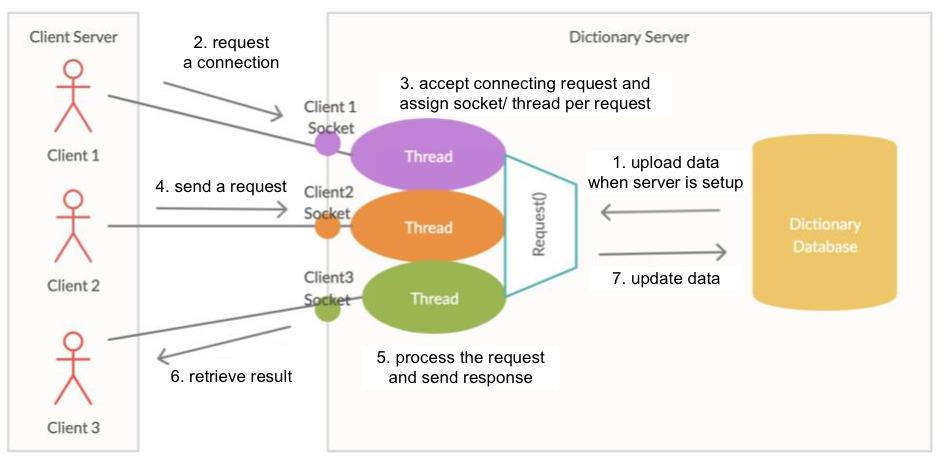 Client Server
Dictionary Server
2. request
a connection
3. accept connecting request and
assign socket/ thread per request
Client 1
Socket
Client 1
Thread
1. upload data
when server is setup
4. send a request
Client2
Socket
Client 2
Thread
Request()
Dictionary
Database
7. update data
Client3
Socket
Thread
5. process the request
and send response
6. retrieve result
Client 3